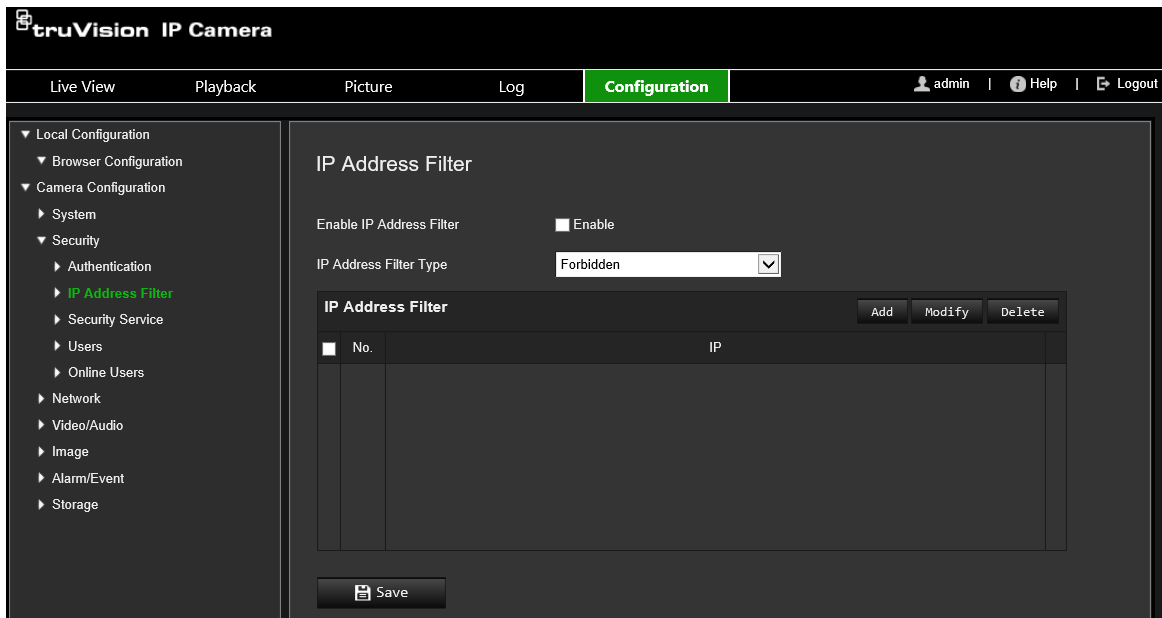 truVision IP Camera
Live View Playback Picture Log Configuration admin | Help | Logout
Local Configuration
Browser Configuration
Camera Configuration
System
Security
Authentication
IP Address Filter
Security Service
Users
Online Users
Network
Video/Audio
Image
Alarm/Event
Storage
IP Address Filter
Enable IP Address Filter Enable
IP Address Filter Type Forbidden
IP Address Filter Add Modify Delete
No. IP
Save